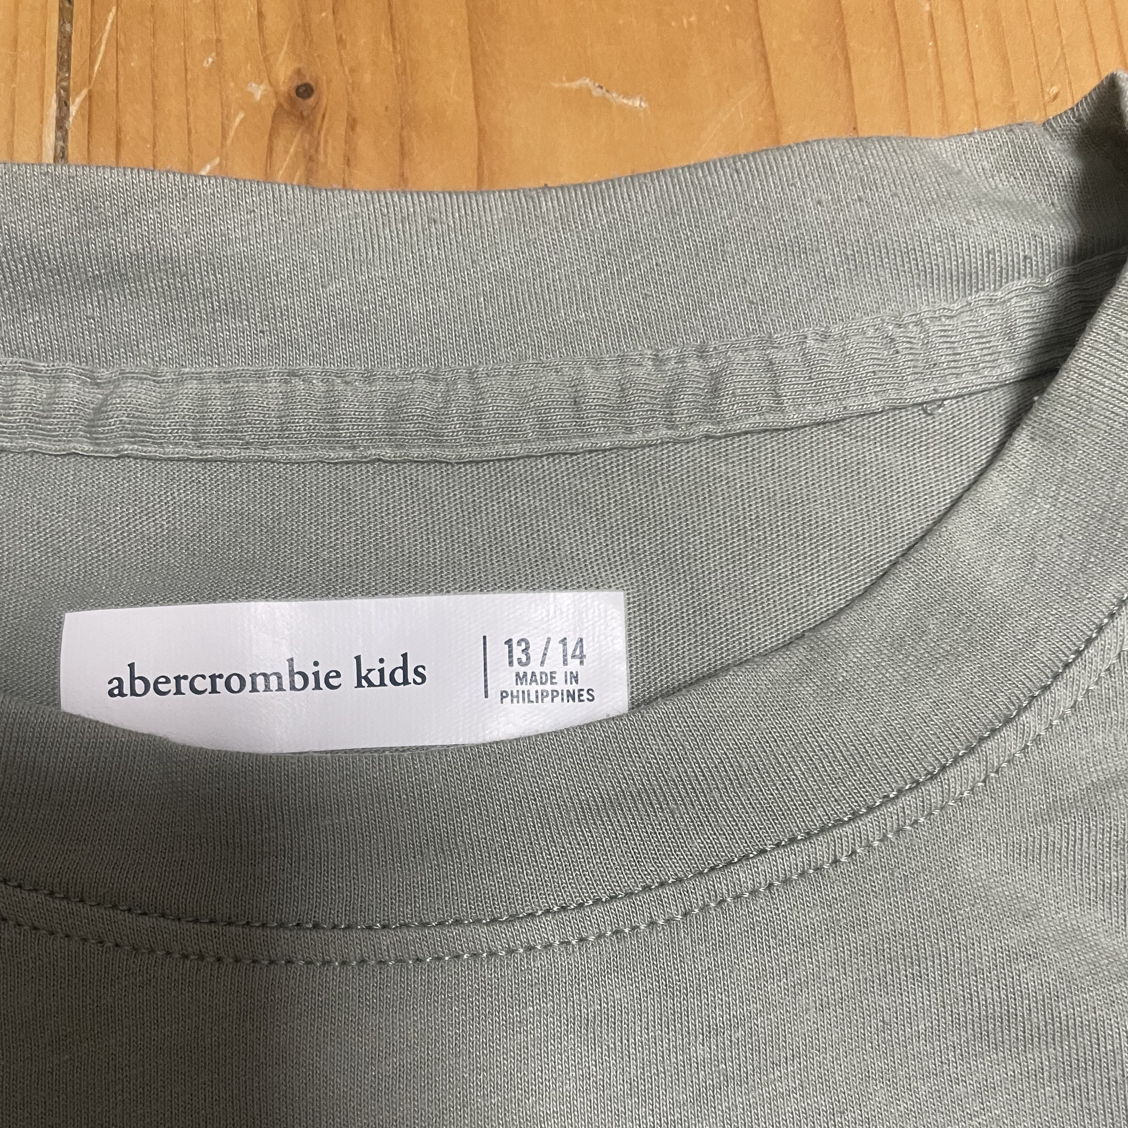 abercrombie kids
13 / 14
MADE IN
PHILIPPINES